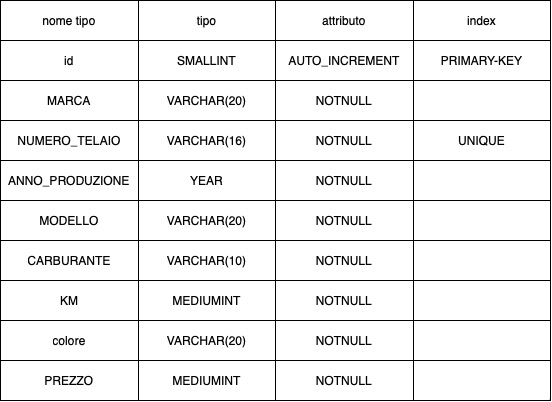 nome tipo tipo attributo index
id SMALLINT AUTO_INCREMENT PRIMARY-KEY
MARCA VARCHAR(20) NOTNULL
NUMERO_TELAIO VARCHAR(16) NOTNULL UNIQUE
ANNO_PRODUZIONE YEAR NOTNULL
MODELLO VARCHAR(20) NOTNULL
CARBURANTE VARCHAR(10) NOTNULL
KM MEDIUMINT NOTNULL
colore VARCHAR(20) NOTNULL
PREZZO MEDIUMINT NOTNULL